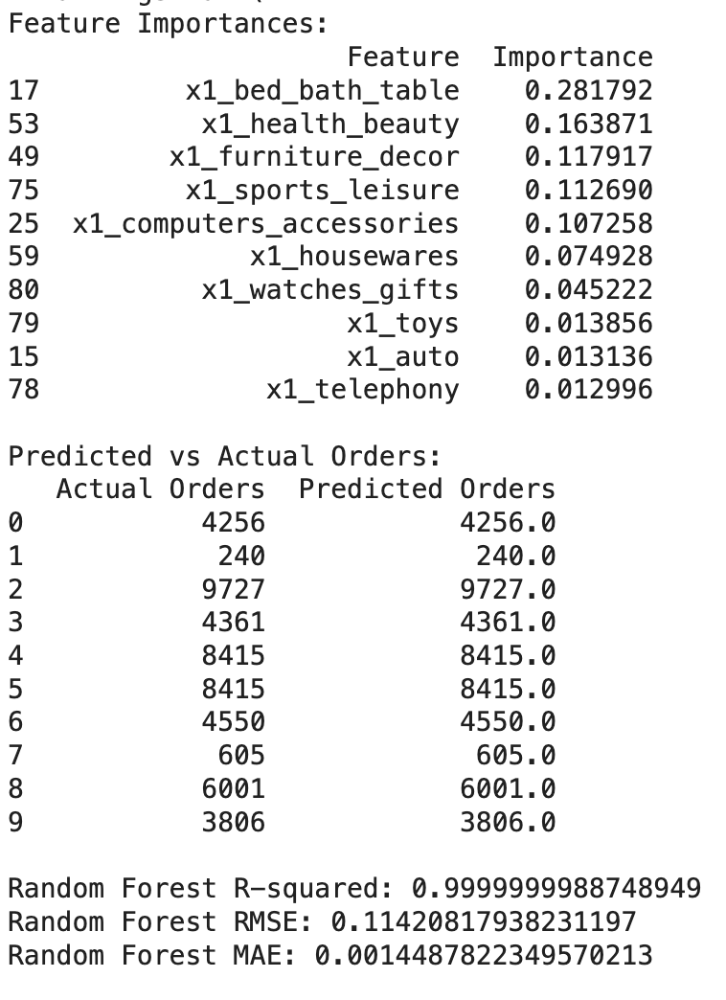 Feature Importances:
Feature Importance
17 x1_bed_bath_table 0.281792
53 x1_health_beauty 0.163871
49 x1_furniture_decor 0.117917
75 x1_sports_leisure 0.112690
25 x1_computers_accessories 0.107258
59 x1_housewares 0.074928
80 x1_watches_gifts 0.045222
79 x1_toys 0.013856
15 x1_auto 0.013136
78 x1_telephony 0.012996
Predicted vs Actual Orders:
Actual Orders Predicted Orders
0 4256 4256.0
1 240 240.0
2 9727 9727.0
3 4361 4361.0
4 8415 8415.0
5 8415 8415.0
6 4550 4550.0
7 605 605.0
8 6001 6001.0
9 3806 3806.0
Random Forest R-squared: 0.9999999988748949
Random Forest RMSE: 0.11420817938231197
Random Forest MAE: 0.0014487822349570213